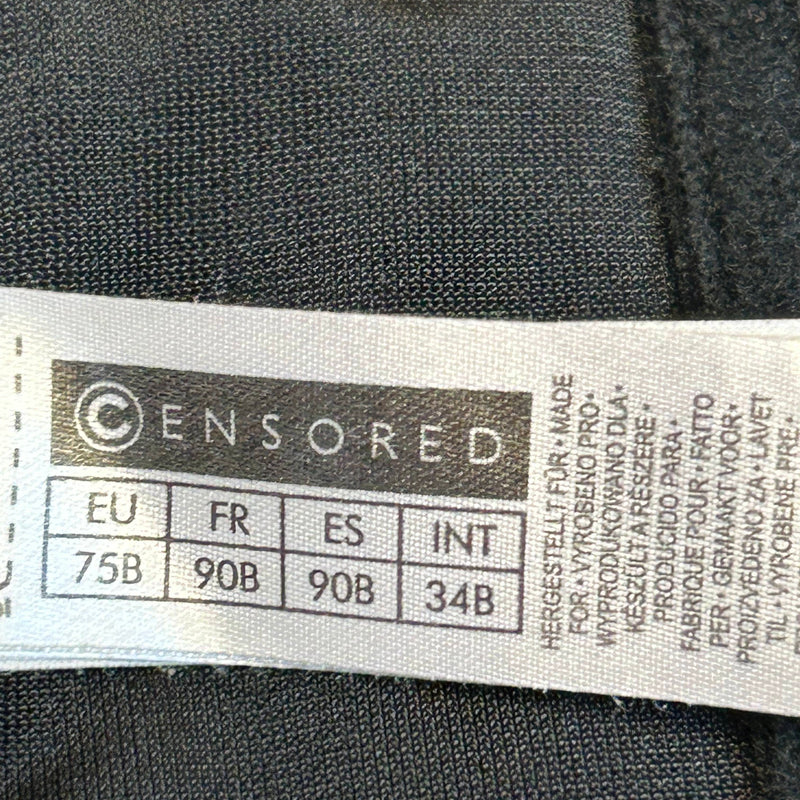 ©ENSORED
EU FR ES INT
75B 90B 90B 34B
HERGESTELLT FÜR • MADE
FOR • VYROBENO PRO •
WYPRODUKOWANO DLA •
KÉSZÜLT A RÉSZÉRE •
PRODUCIDO PARA •
FABRIQUÉ POUR • FATTO
PER • GEMAAKT VOOR •
PROIZVEDENO ZA • LAVET
TIL • VYROBENÉ PRE •